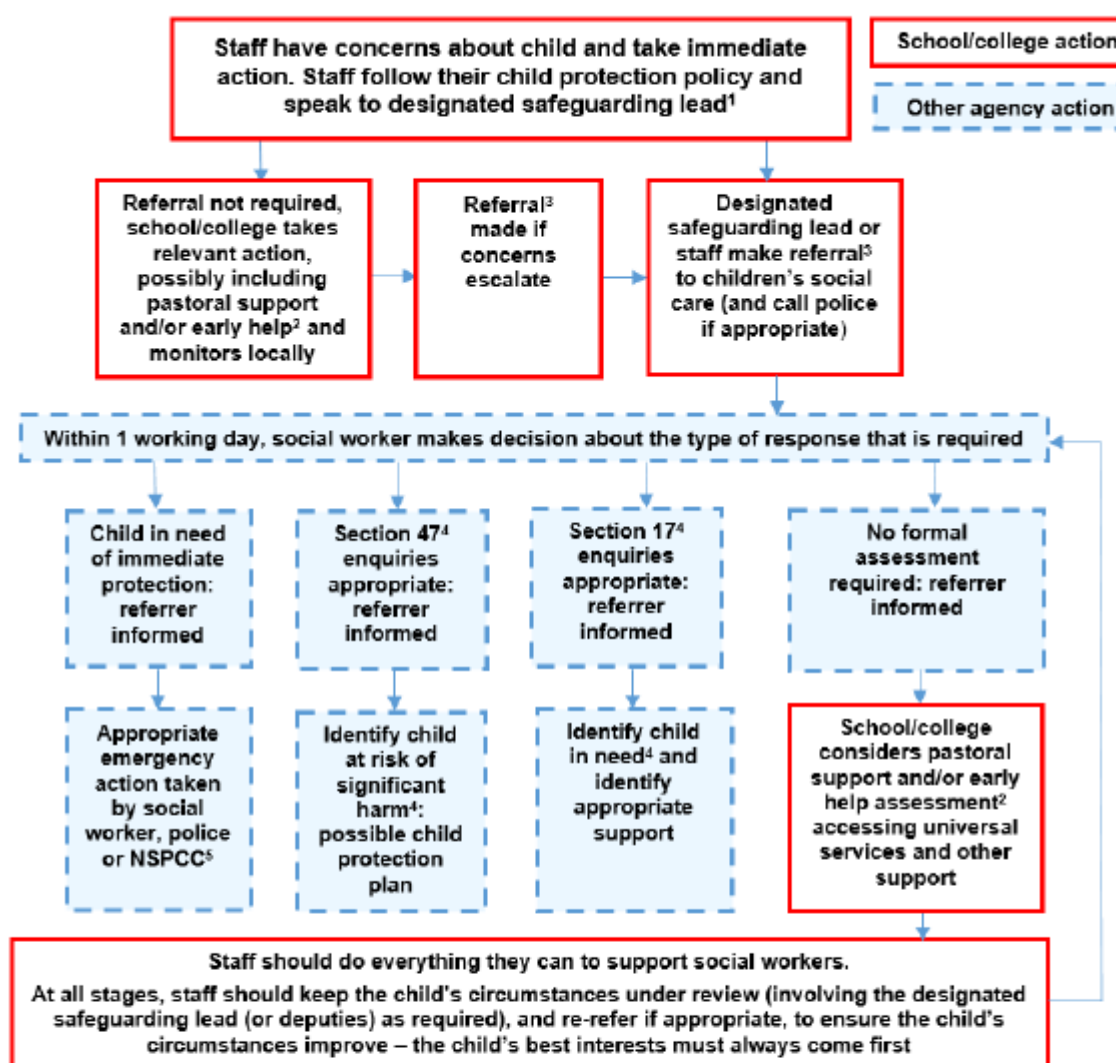 Staff have concerns about child and take immediate
action. Staff follow their child protection policy and
speak to designated safeguarding lead¹
School/college action
Other agency action
Referral not required,
school/college takes
relevant action,
possibly including
pastoral support
and/or early help² and
monitors locally
Referral³
made if
concerns
escalate
Designated
safeguarding lead or
staff make referral³
to children's social
care (and call police
if appropriate)
Within 1 working day, social worker makes decision about the type of response that is required
Child in need
of immediate
protection:
referrer
informed
Section 47⁴
enquiries
appropriate:
referrer
informed
Section 17⁴
enquiries
appropriate:
referrer
informed
No formal
assessment
required: referrer
informed
Appropriate
emergency
action taken
by social
worker, police
or NSPCC⁵
Identify child
at risk of
significant
harm⁴:
possible child
protection
plan
Identify child
in need⁴ and
identify
appropriate
support
School/college
considers pastoral
support and/or early
help assessment²
accessing universal
services and other
support
Staff should do everything they can to support social workers.
At all stages, staff should keep the child's circumstances under review (involving the designated
safeguarding lead (or deputies) as required), and re-refer if appropriate, to ensure the child's
circumstances improve – the child's best interests must always come first